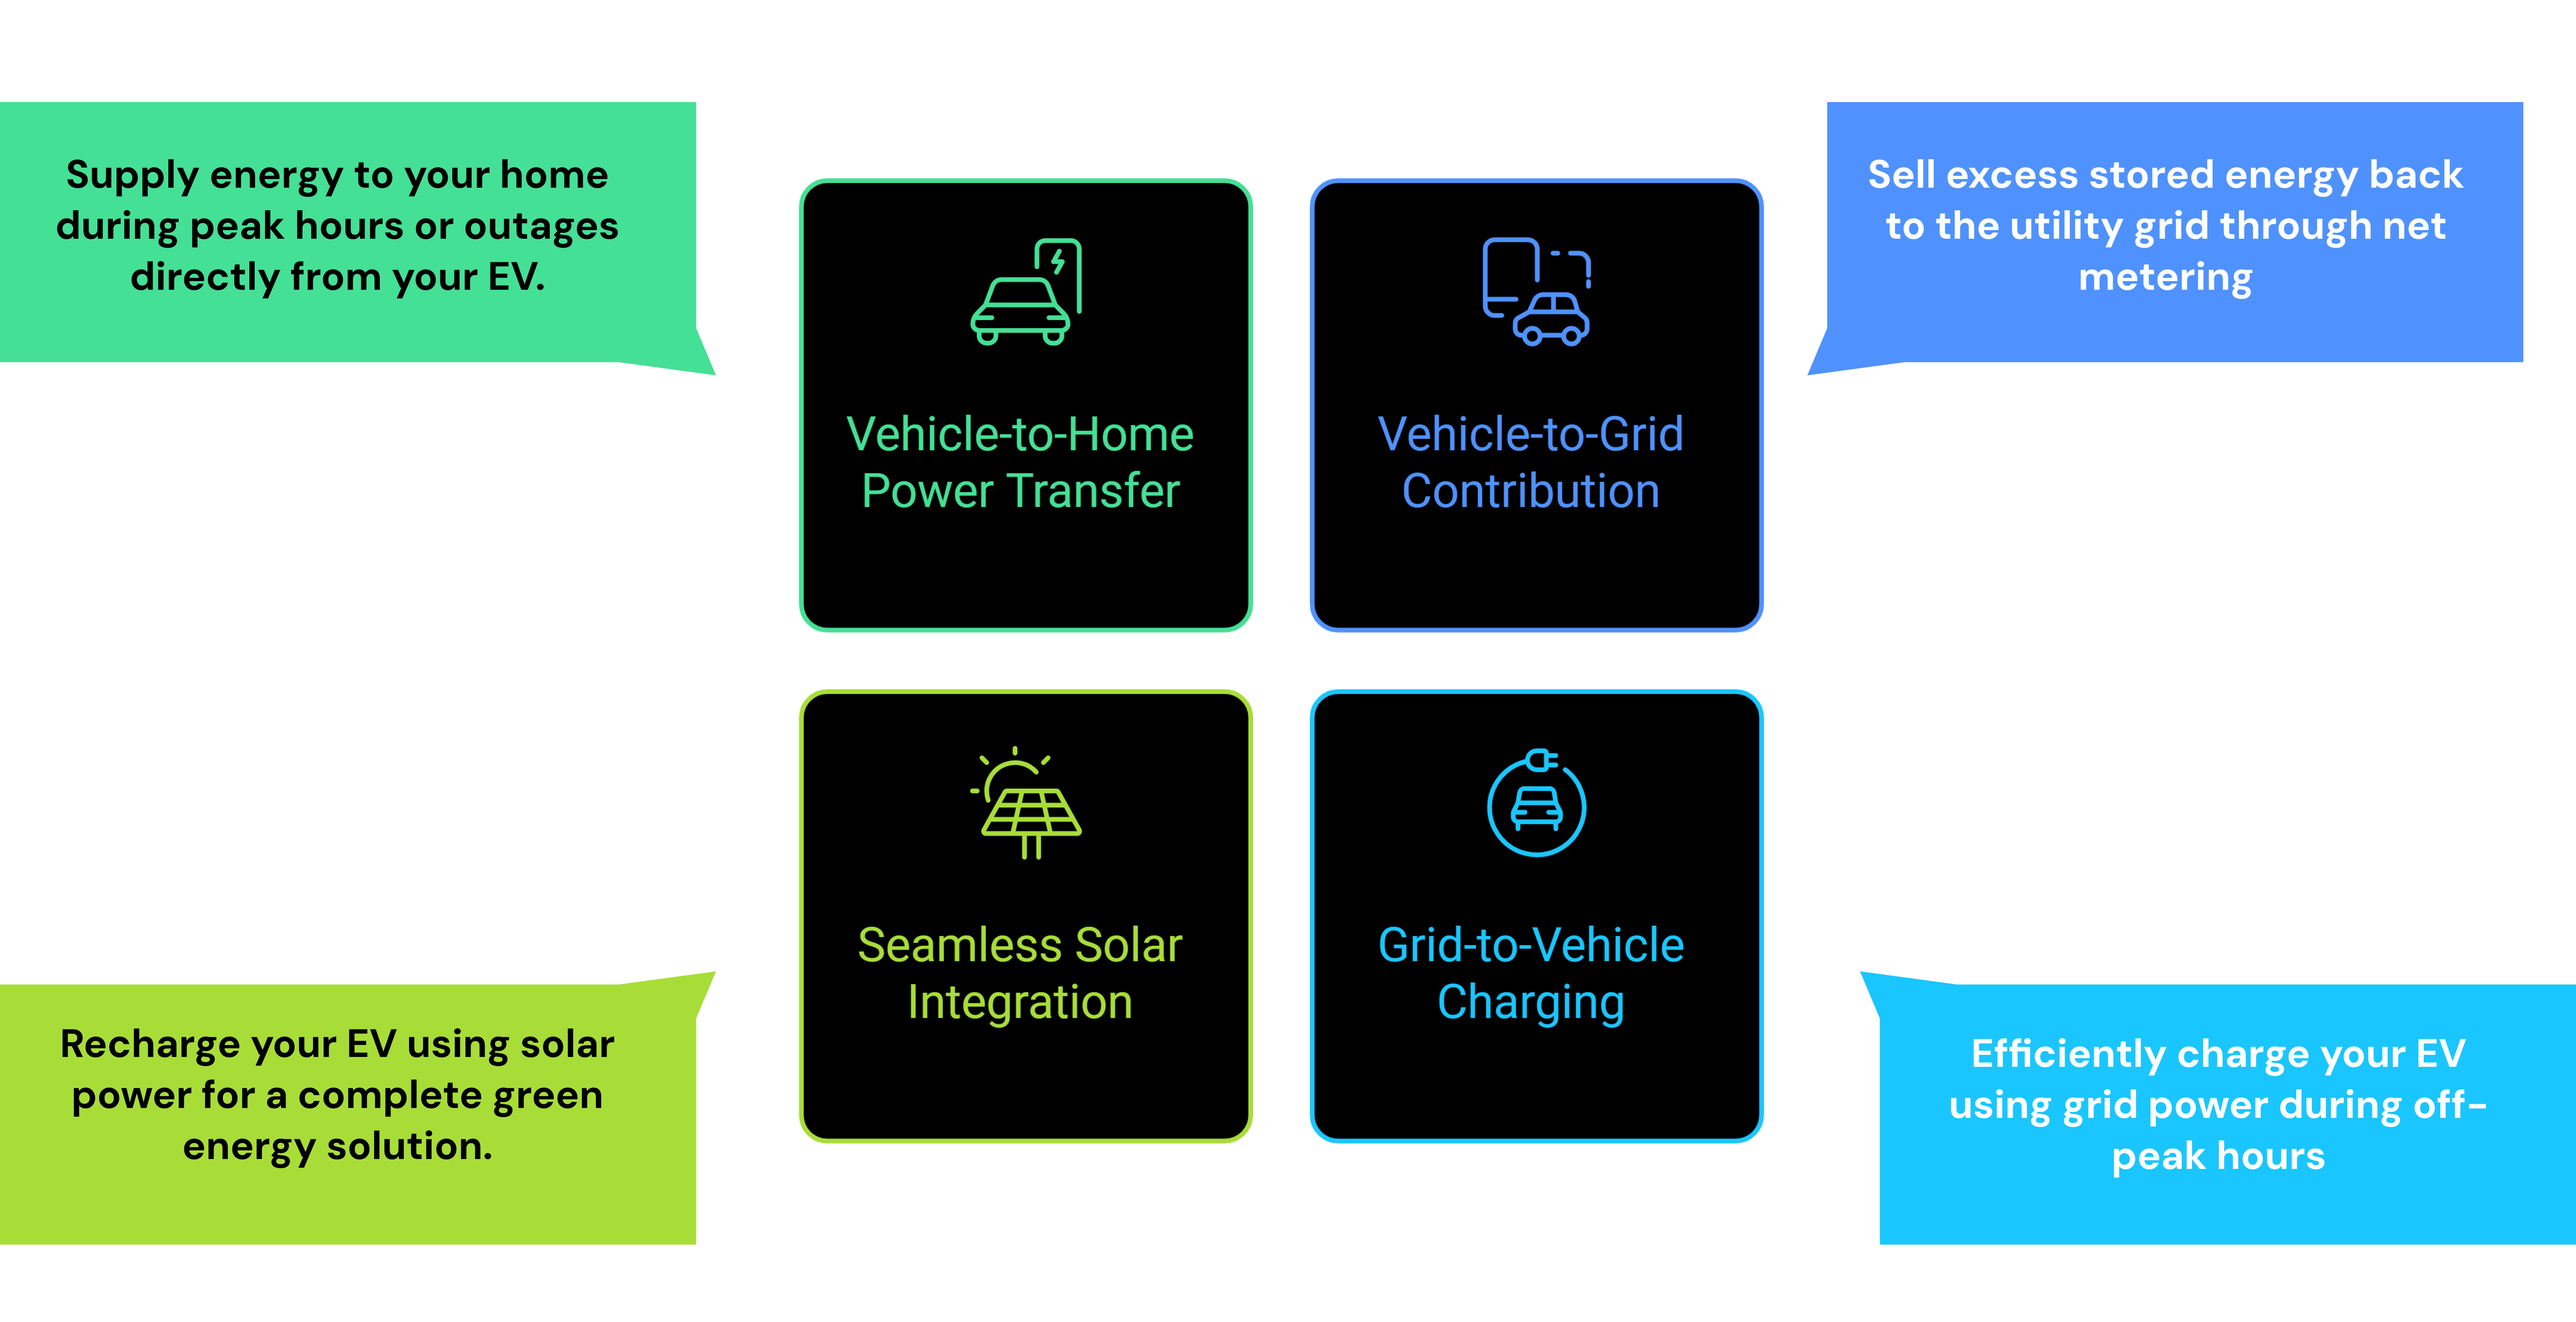 Supply energy to your home
during peak hours or outages
directly from your EV.
Sell excess stored energy back
to the utility grid through net
metering
Vehicle-to-Home
Power Transfer
Vehicle-to-Grid
Contribution
Seamless Solar
Integration
Grid-to-Vehicle
Charging
Recharge your EV using solar
power for a complete green
energy solution.
Efficiently charge your EV
using grid power during off-
peak hours